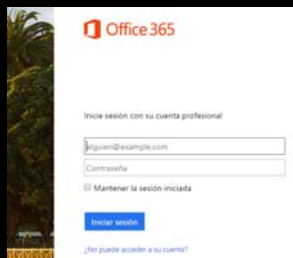 Office 365
Inicie sesión con su cuenta profesional
alguien@example.com
Contraseña
Mantener la sesión iniciada
Iniciar sesión
¿No puede acceder a su cuenta?